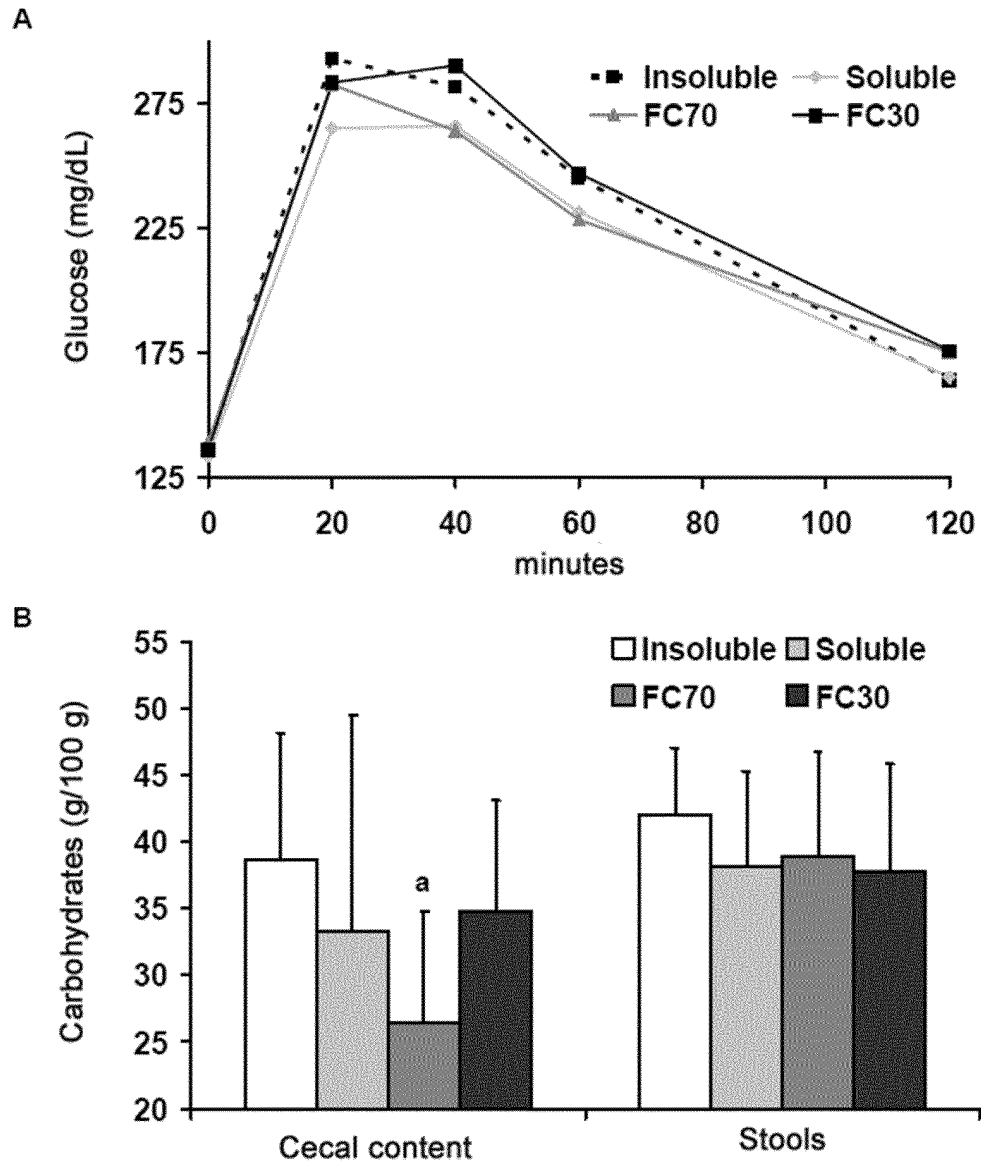 A
Glucose (mg/dL)
275
225
175
125
Insoluble Soluble
FC70 FC30
0 20 40 60 80 100 120
minutes
B
Carbohydrates (g/100 g)
55
50
45
40
35
30
25
20
Insoluble Soluble
FC70 FC30
a
Cecal content Stools